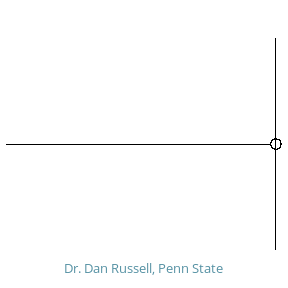 Dr. Dan Russell, Penn State